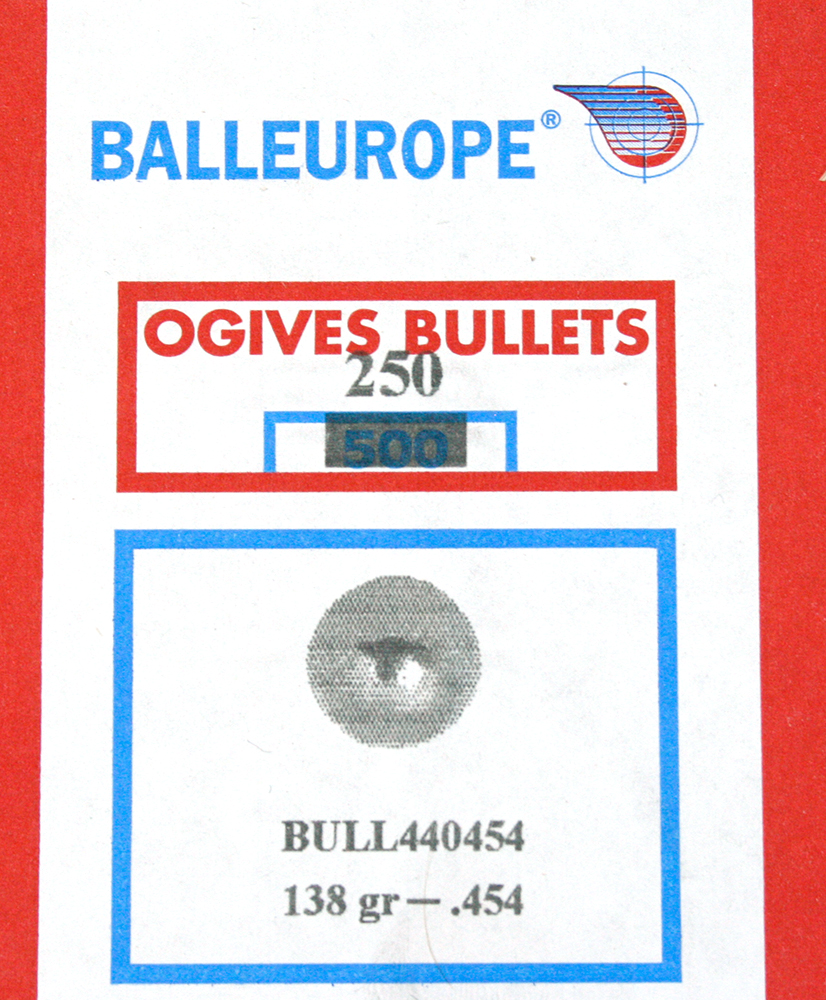 BALLEUROPE®
OGIVES BULLETS
250
500
BULL440454
138 gr — .454